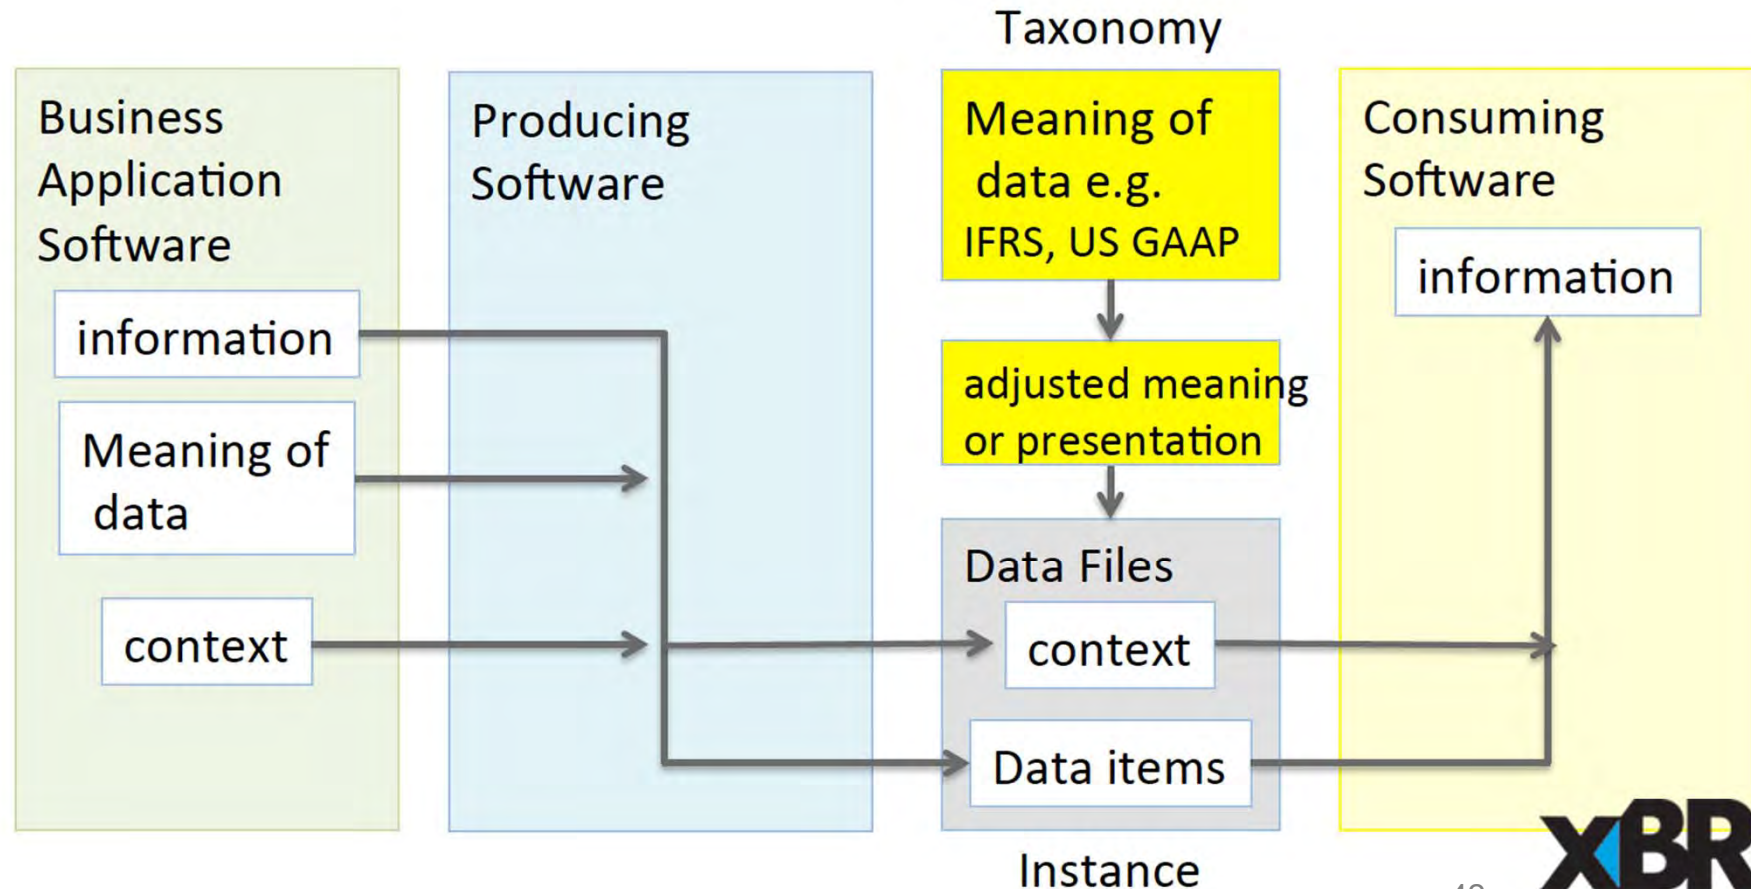 Taxonomy
Business
Application
Software
information
Meaning of
data
context
Producing
Software
Meaning of
data e.g.
IFRS, US GAAP
adjusted meaning
or presentation
Data Files
context
Data items
Instance
Consuming
Software
information
XBR